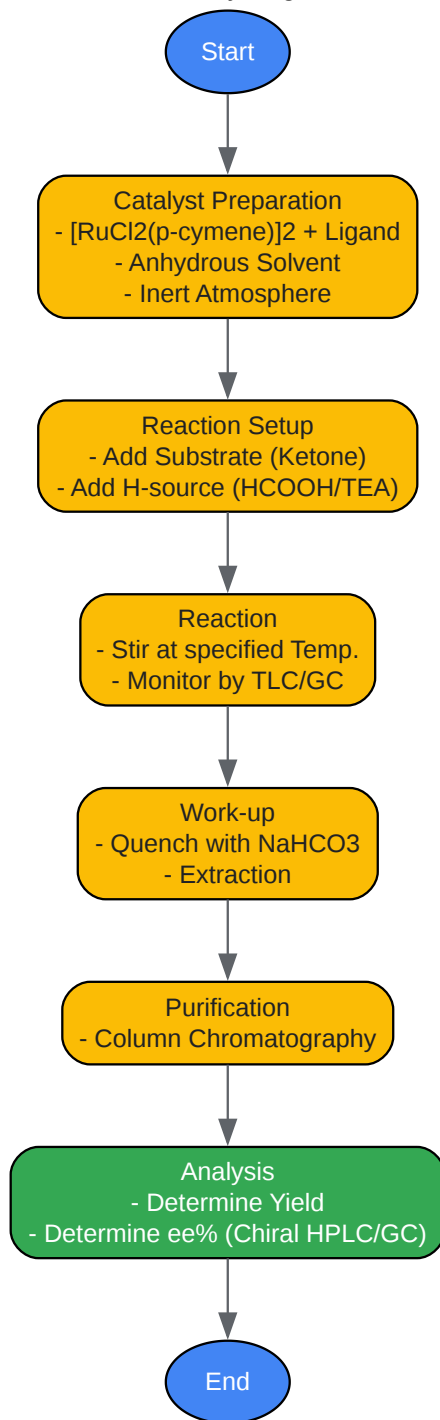 Start
Catalyst Preparation
- [RuCl2(p-cymene)]2 + Ligand
- Anhydrous Solvent
- Inert Atmosphere
Reaction Setup
- Add Substrate (Ketone)
- Add H-source (HCOOH/TEA)
Reaction
- Stir at specified Temp.
- Monitor by TLC/GC
Work-up
- Quench with NaHCO3
- Extraction
Purification
- Column Chromatography
Analysis
- Determine Yield
- Determine ee% (Chiral HPLC/GC)
End